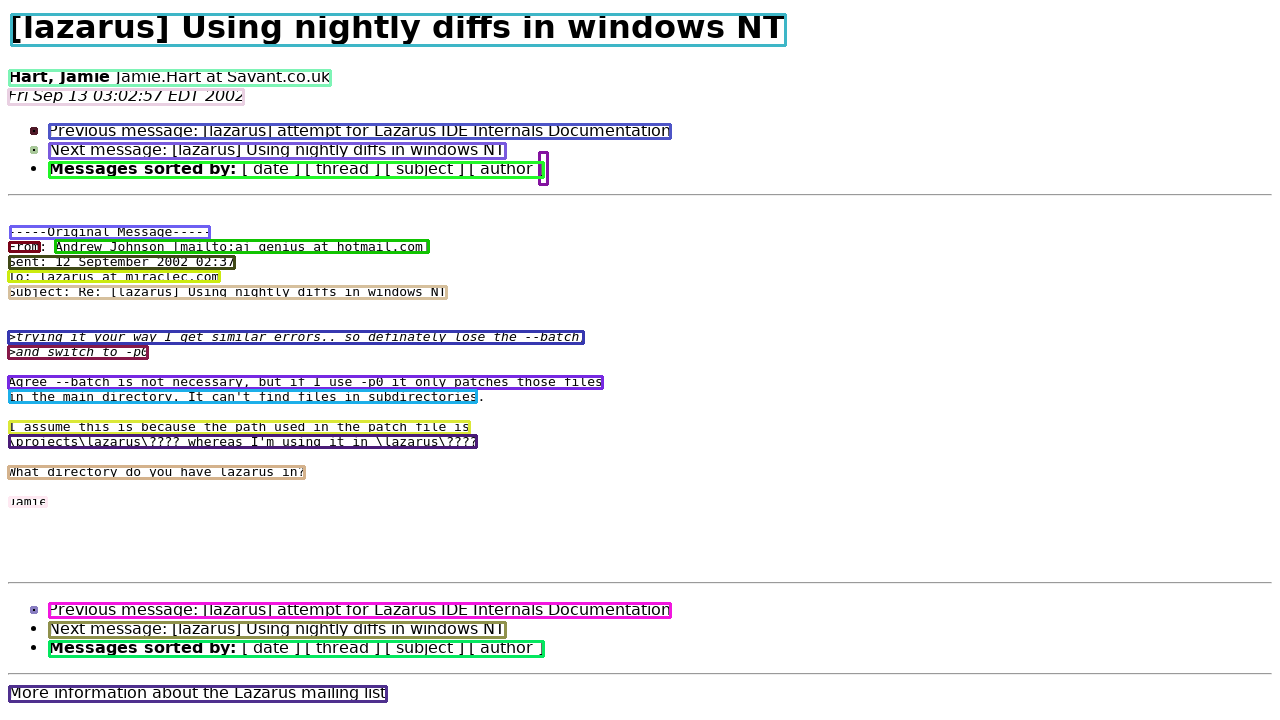 [lazarus] Using nightly diffs in windows NT
Hart, Jamie Jamie.Hart at Savant.co.uk
Fri Sep 13 03:02:57 EDT 2002
Previous message: [lazarus] attempt for Lazarus IDE Internals Documentation
Next message: [lazarus] Using nightly diffs in windows NT
Messages sorted by: [ date ] [ thread ] [ subject ] [ author ]
-----Original Message-----
From: Andrew Johnson [mailto:aj_genius at hotmail.com]
Sent: 12 September 2002 02:37
To: lazarus at miraclec.com
Subject: Re: [lazarus] Using nightly diffs in windows NT
>trying it your way I get similar errors.. so definately lose the --batch
>and switch to -p0
Agree --batch is not necessary, but if I use -p0 it only patches those files
in the main directory. It can't find files in subdirectories.
I assume this is because the path used in the patch file is
\projects\lazarus\???? whereas I'm using it in \lazarus\????
What directory do you have lazarus in?
Jamie
Previous message: [lazarus] attempt for Lazarus IDE Internals Documentation
Next message: [lazarus] Using nightly diffs in windows NT
Messages sorted by: [ date ] [ thread ] [ subject ] [ author ]
More information about the Lazarus mailing list